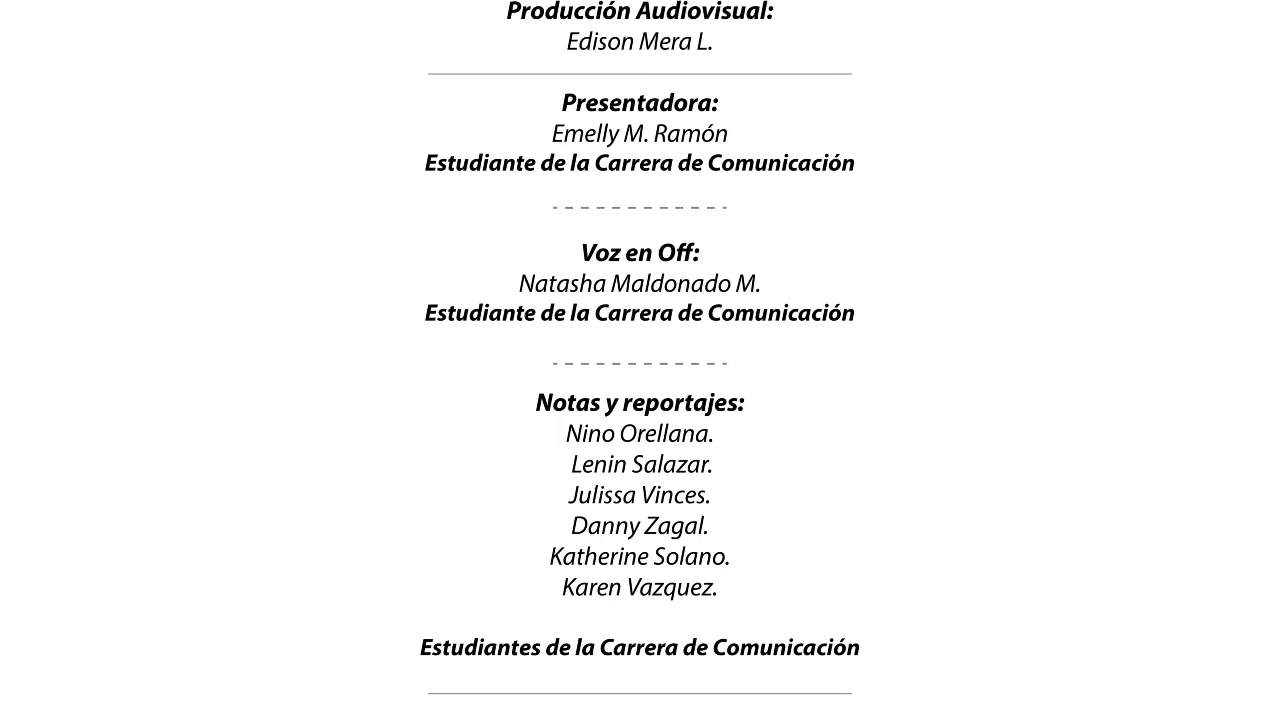 Producción Audiovisual:
Edison Mera L.
Presentadora:
Emelly M. Ramón
Estudiante de la Carrera de Comunicación
Voz en Off:
Natasha Maldonado M.
Estudiante de la Carrera de Comunicación
Notas y reportajes:
Nino Orellana.
Lenin Salazar.
Julissa Vinces.
Danny Zagal.
Katherine Solano.
Karen Vazquez.
Estudiantes de la Carrera de Comunicación